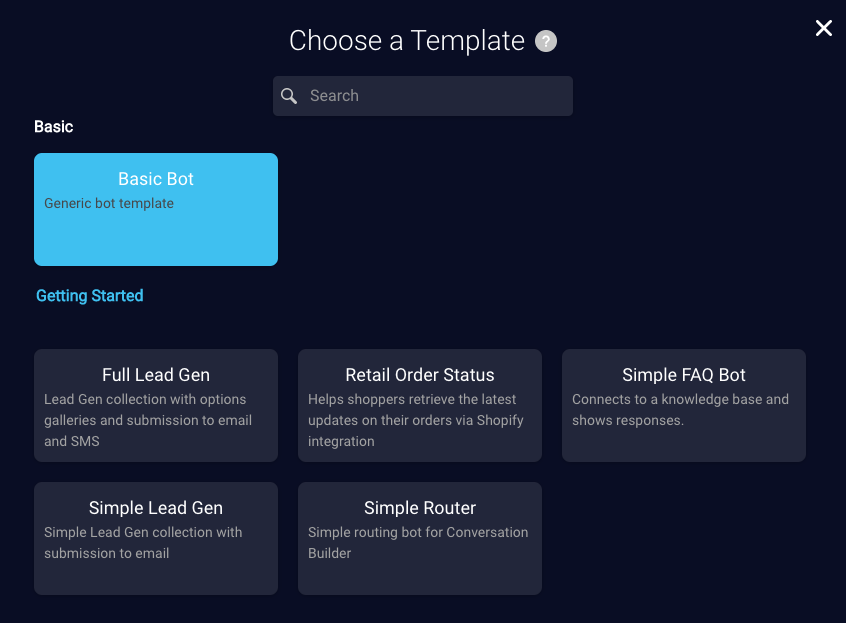 Choose a Template ?
Search
Basic
Basic Bot
Generic bot template
Getting Started
Full Lead Gen
Lead Gen collection with options
galleries and submission to email
and SMS
Retail Order Status
Helps shoppers retrieve the latest
updates on their orders via Shopify
integration
Simple FAQ Bot
Connects to a knowledge base and
shows responses.
Simple Lead Gen
Simple Lead Gen collection with
submission to email
Simple Router
Simple routing bot for Conversation
Builder